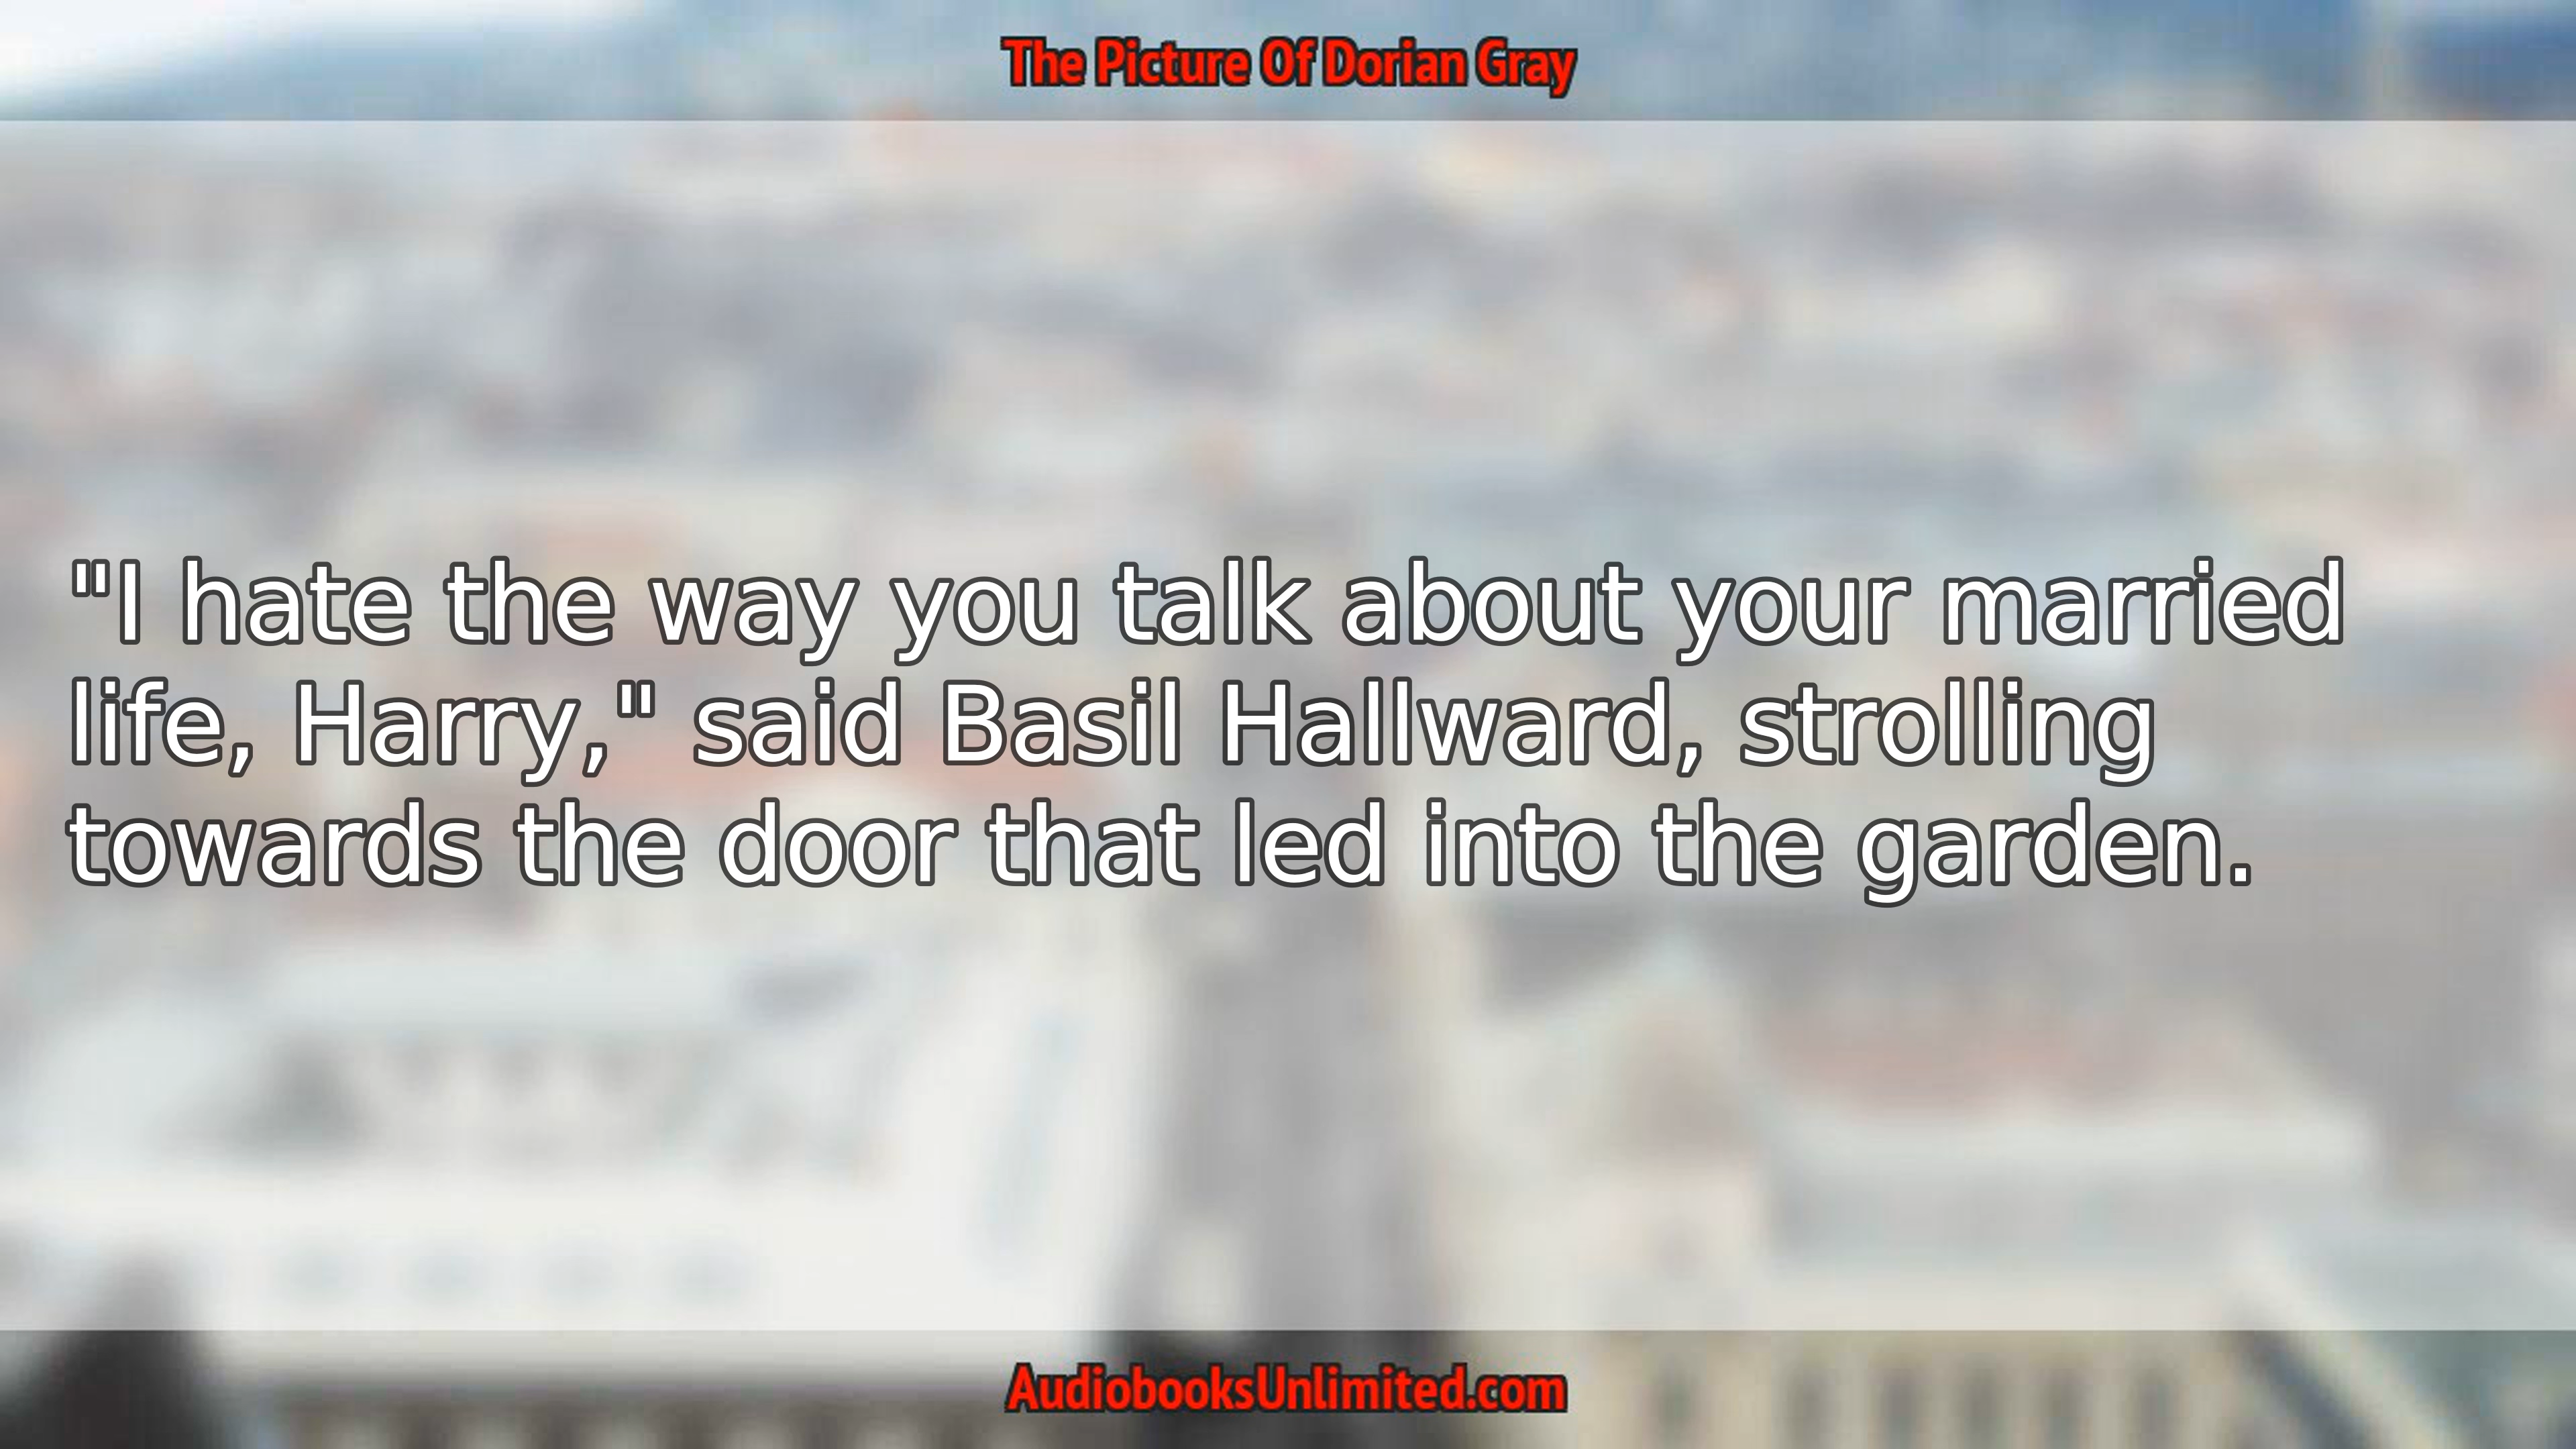 The Picture Of Dorian Gray
"I hate the way you talk about your married
life, Harry," said Basil Hallward, strolling
towards the door that led into the garden.
AudiobooksUnlimited.com